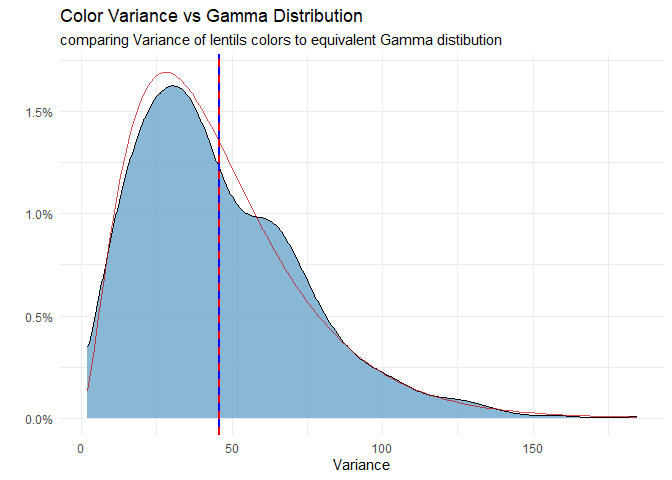 Color Variance vs Gamma Distribution
comparing Variance of lentils colors to equivalent Gamma distibution
1.5%
1.0%
0.5%
0.0%
0 50 100 150
Variance